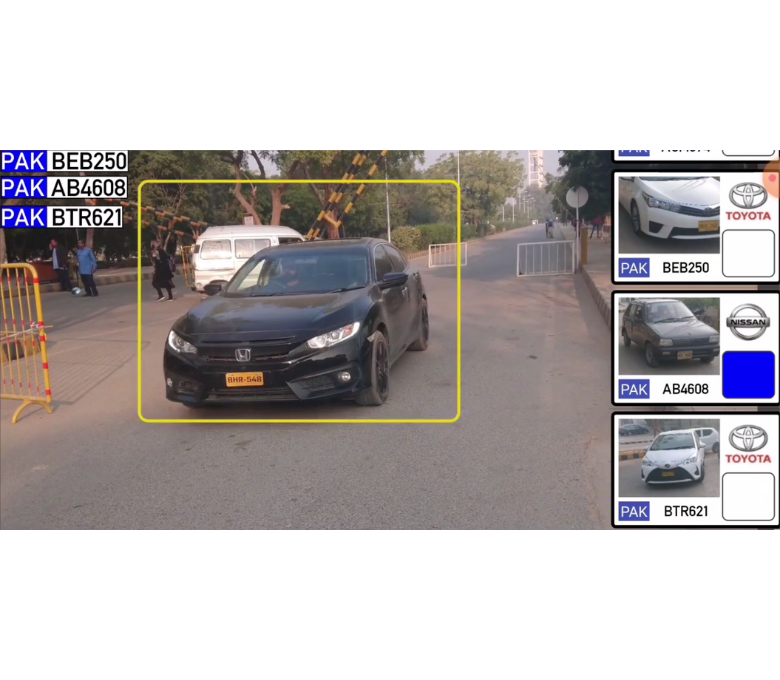 PAK BEB250
PAK AB4608
PAK BTR621
BHR-548
TOYOTA
PAK BEB250
NISSAN
PAK AB4608
TOYOTA
PAK BTR621